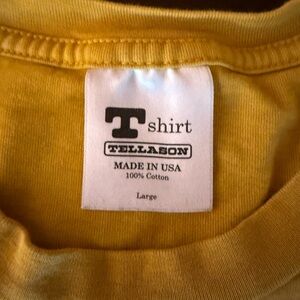 T shirt
TELLASON
MADE IN USA
100% Cotton
Large